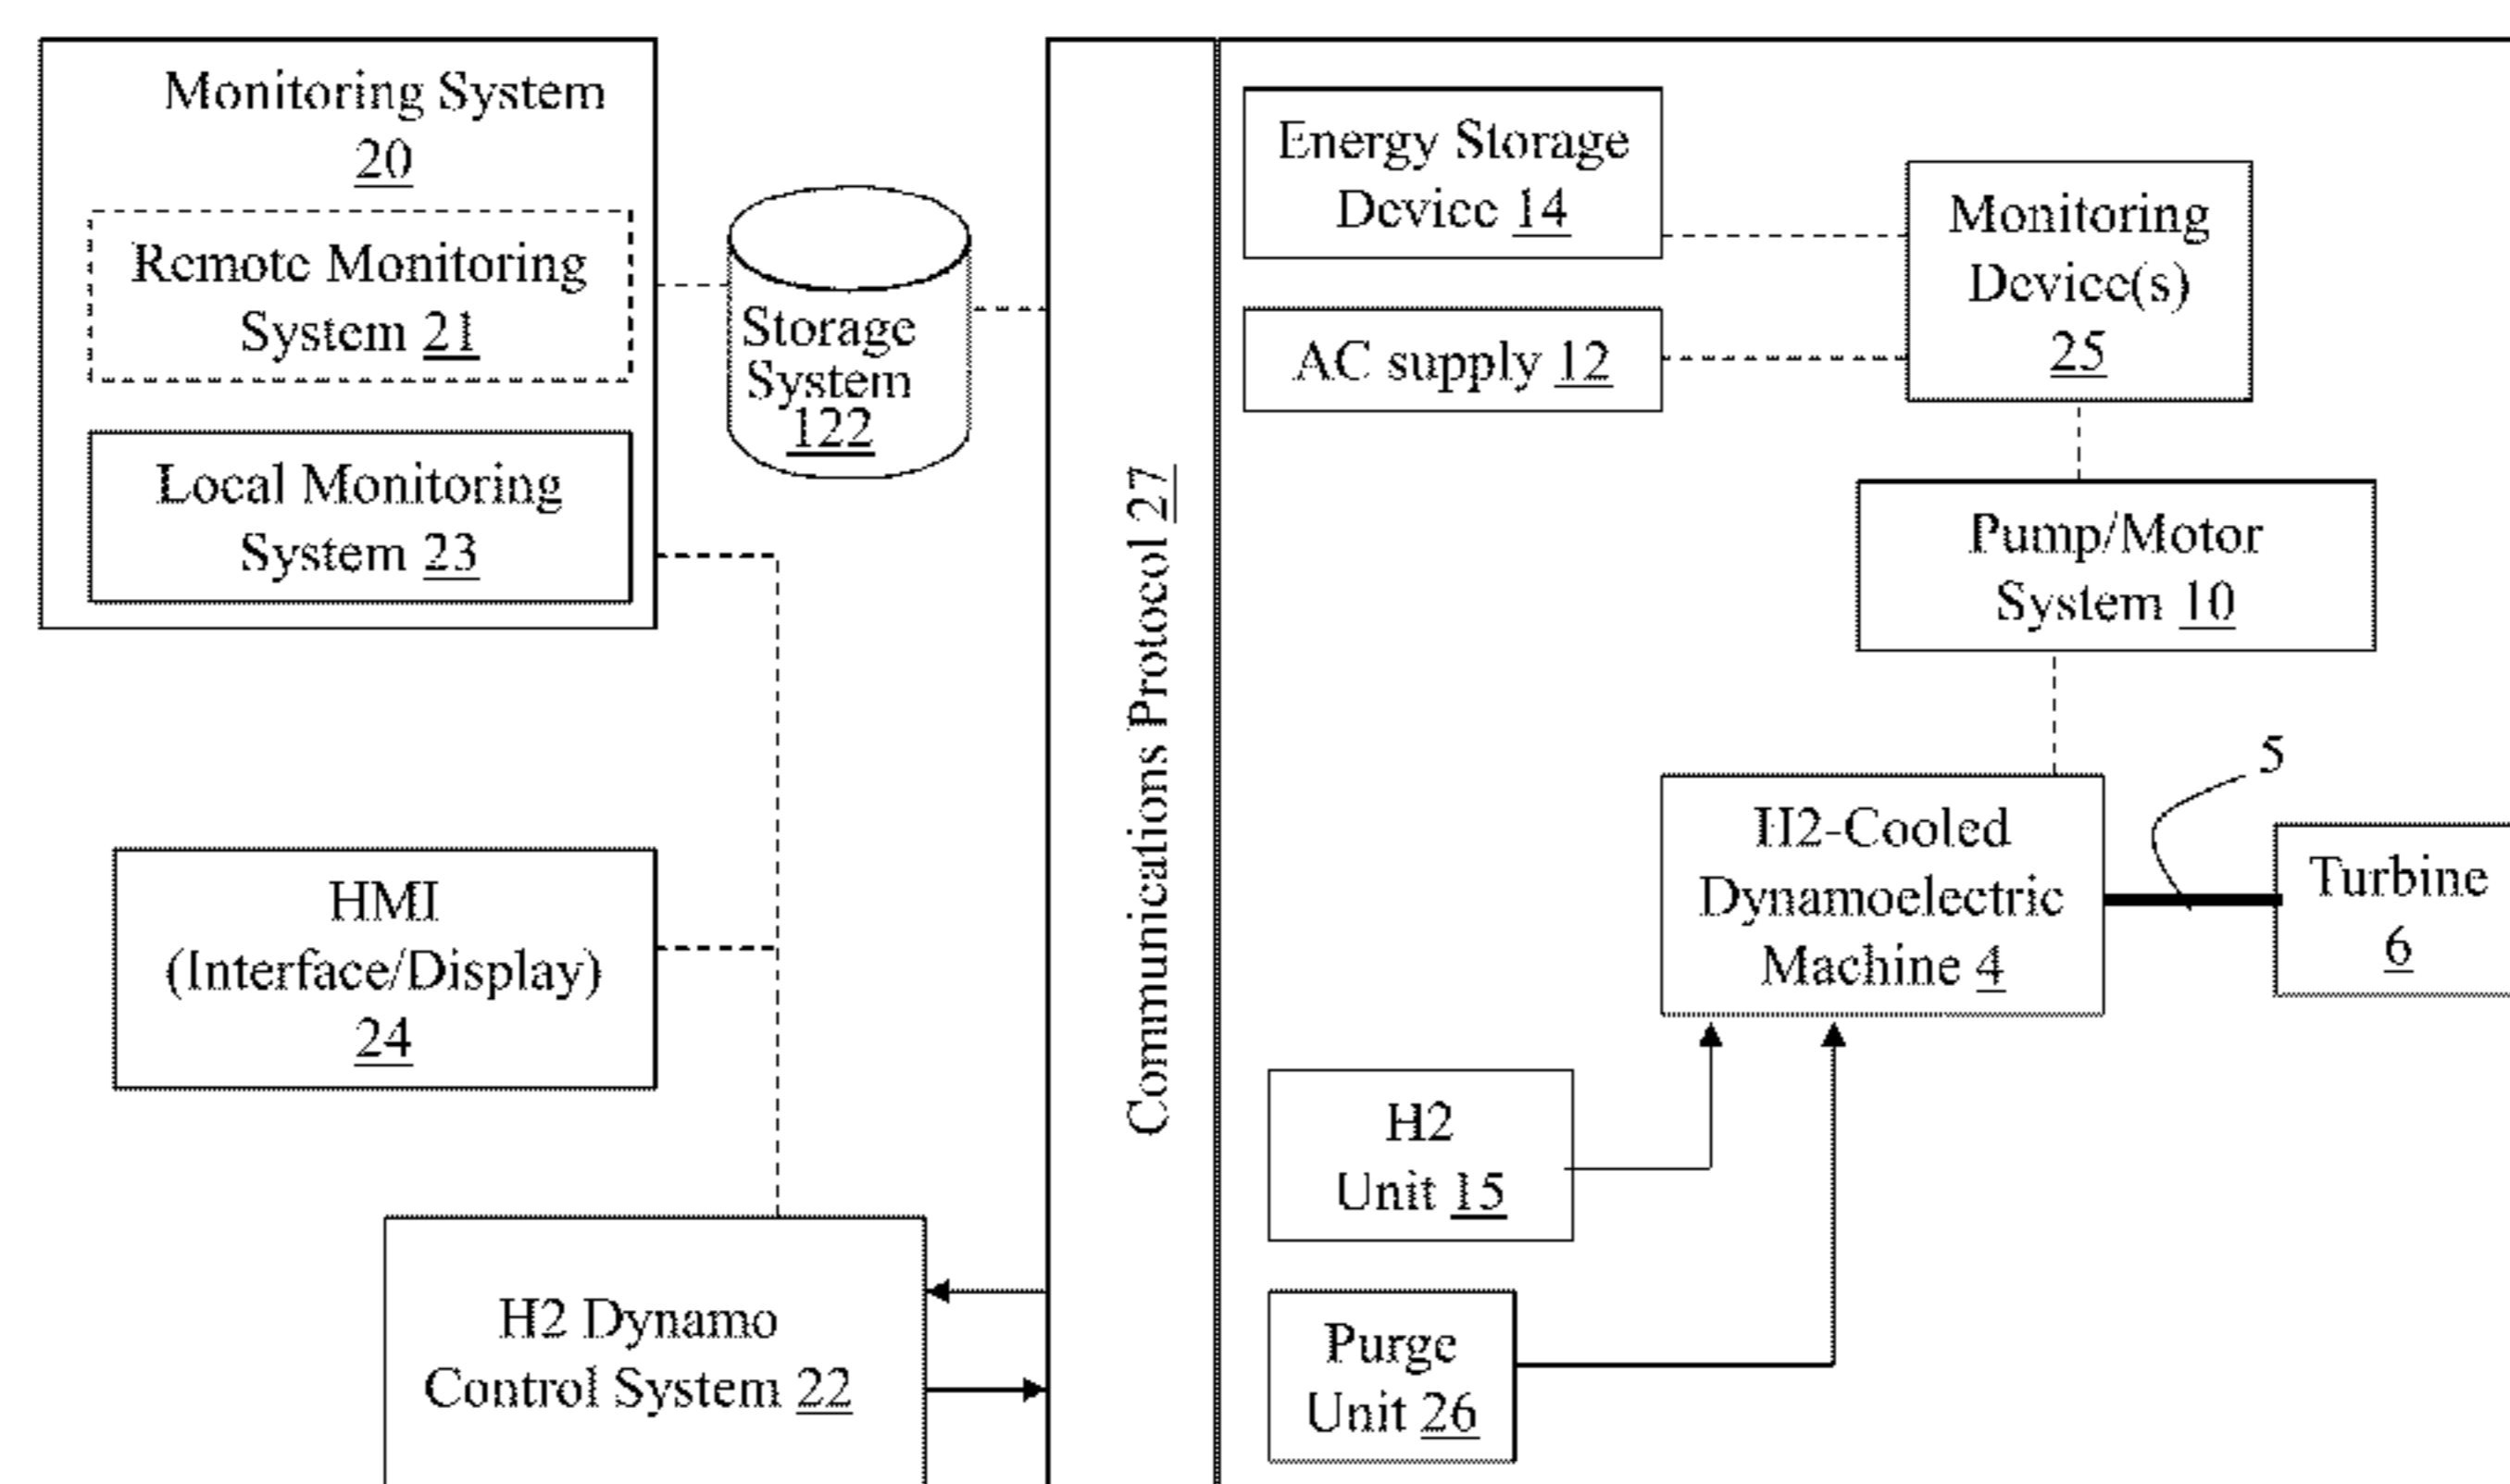 Monitoring System
20
Remote Monitoring
System 21
Local Monitoring
System 23
Storage
System
122
HMI
(Interface/Display)
24
H2 Dynamo
Control System 22
Communications Protocol 27
Energy Storage
Device 14
AC supply 12
Monitoring
Device(s)
25
Pump/Motor
System 10
5
H2-Cooled
Dynamoelectric
Machine 4
Turbine
6
H2
Unit 15
Purge
Unit 26